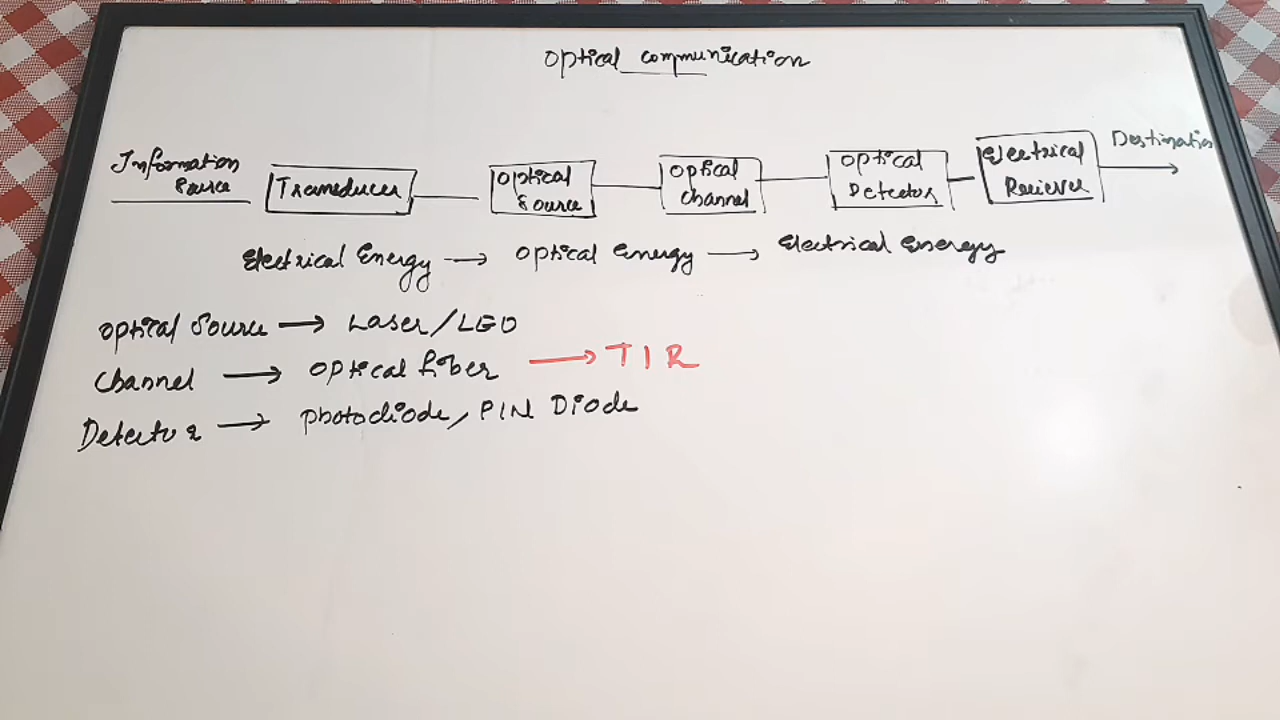 Optical communication
Information Source
Transducer
Optical Source
Optical Channel
Optical Detector
Electrical Reciever
Destination
Electrical Energy → Optical Energy → Electrical Energy
Optical Source → Laser/LED
Channel → Optical fiber → TIR
Detector → Photodiode, PIN Diode